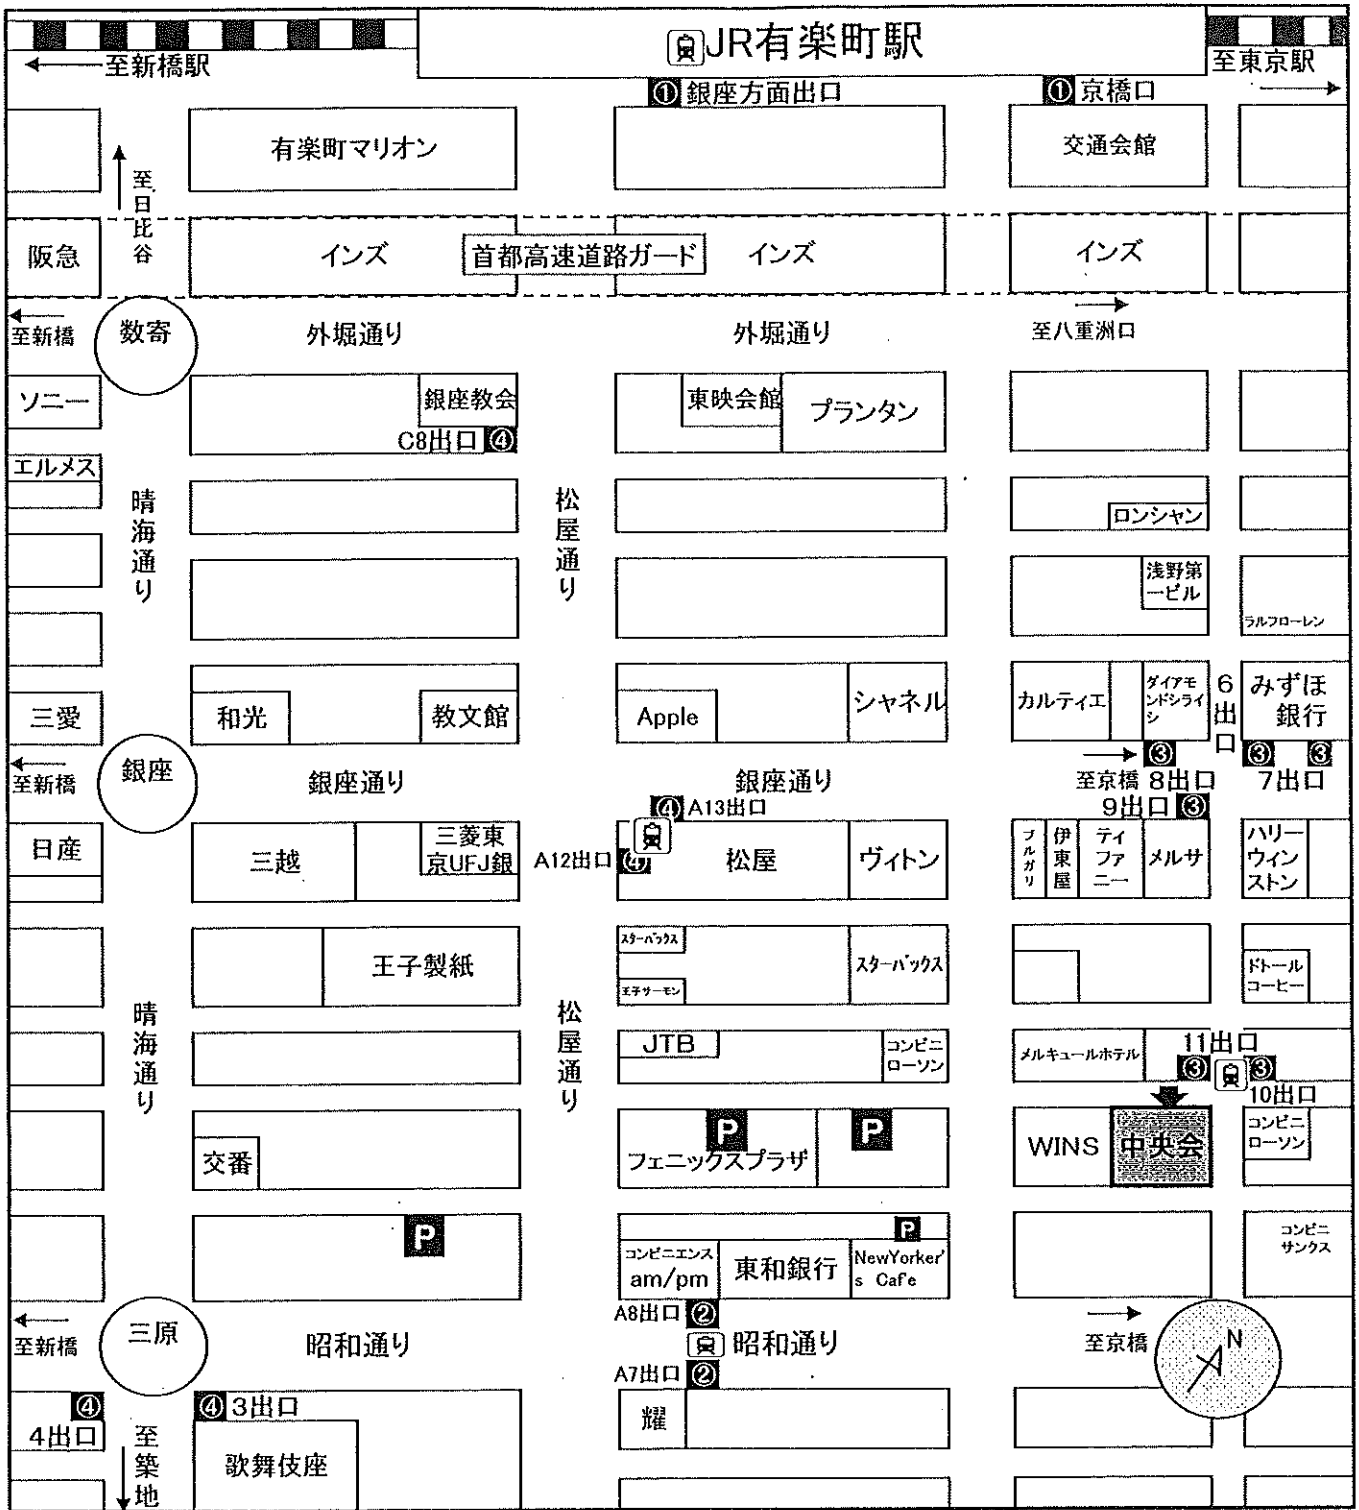 JR有楽町駅
至新橋駅
至東京駅
① 銀座方面出口
① 京橋口
有楽町マリオン
交通会館
至日比谷
阪急
インズ
首都高速道路ガード
インズ
インズ
至新橋
数寄
外堀通り
外堀通り
至八重洲口
ソニー
銀座教会
東映会館
プランタン
C8出口 ④
エルメス
晴海通り
松屋通り
ロンシャン
浅野第
一ビル
ラルフローレン
三愛
和光
教文館
Apple
シャネル
カルティエ
ダイアモ
ンドシライ
シ
6出口
みずほ
銀行
③
③
③
至新橋
銀座
銀座通り
銀座通り
至京橋
8出口
7出口
④ A13出口
9出口 ③
日産
三越
三菱東
京UFJ銀
A12出口 ④
松屋
ヴィトン
ブルガリ
伊東屋
ティ
ファ
ニー
メルサ
ハリー
ウィン
ストン
王子製紙
スターバックス
王子サーモン
スターバックス
ドトール
コーヒー
晴海通り
松屋通り
JTB
コンビニ
ローソン
メルキュールホテル
11出口
③
③
10出口
交番
P
フェニックスプラザ
P
WINS
中央会
コンビニ
ローソン
P
コンビニエンス
am/pm
東和銀行
P
NewYorker'
s Cafe
コンビニ
サンクス
A8出口 ②
至新橋
三原
昭和通り
昭和通り
至京橋
N
A7出口 ②
④
4出口
④ 3出口
至築地
歌舞伎座
耀